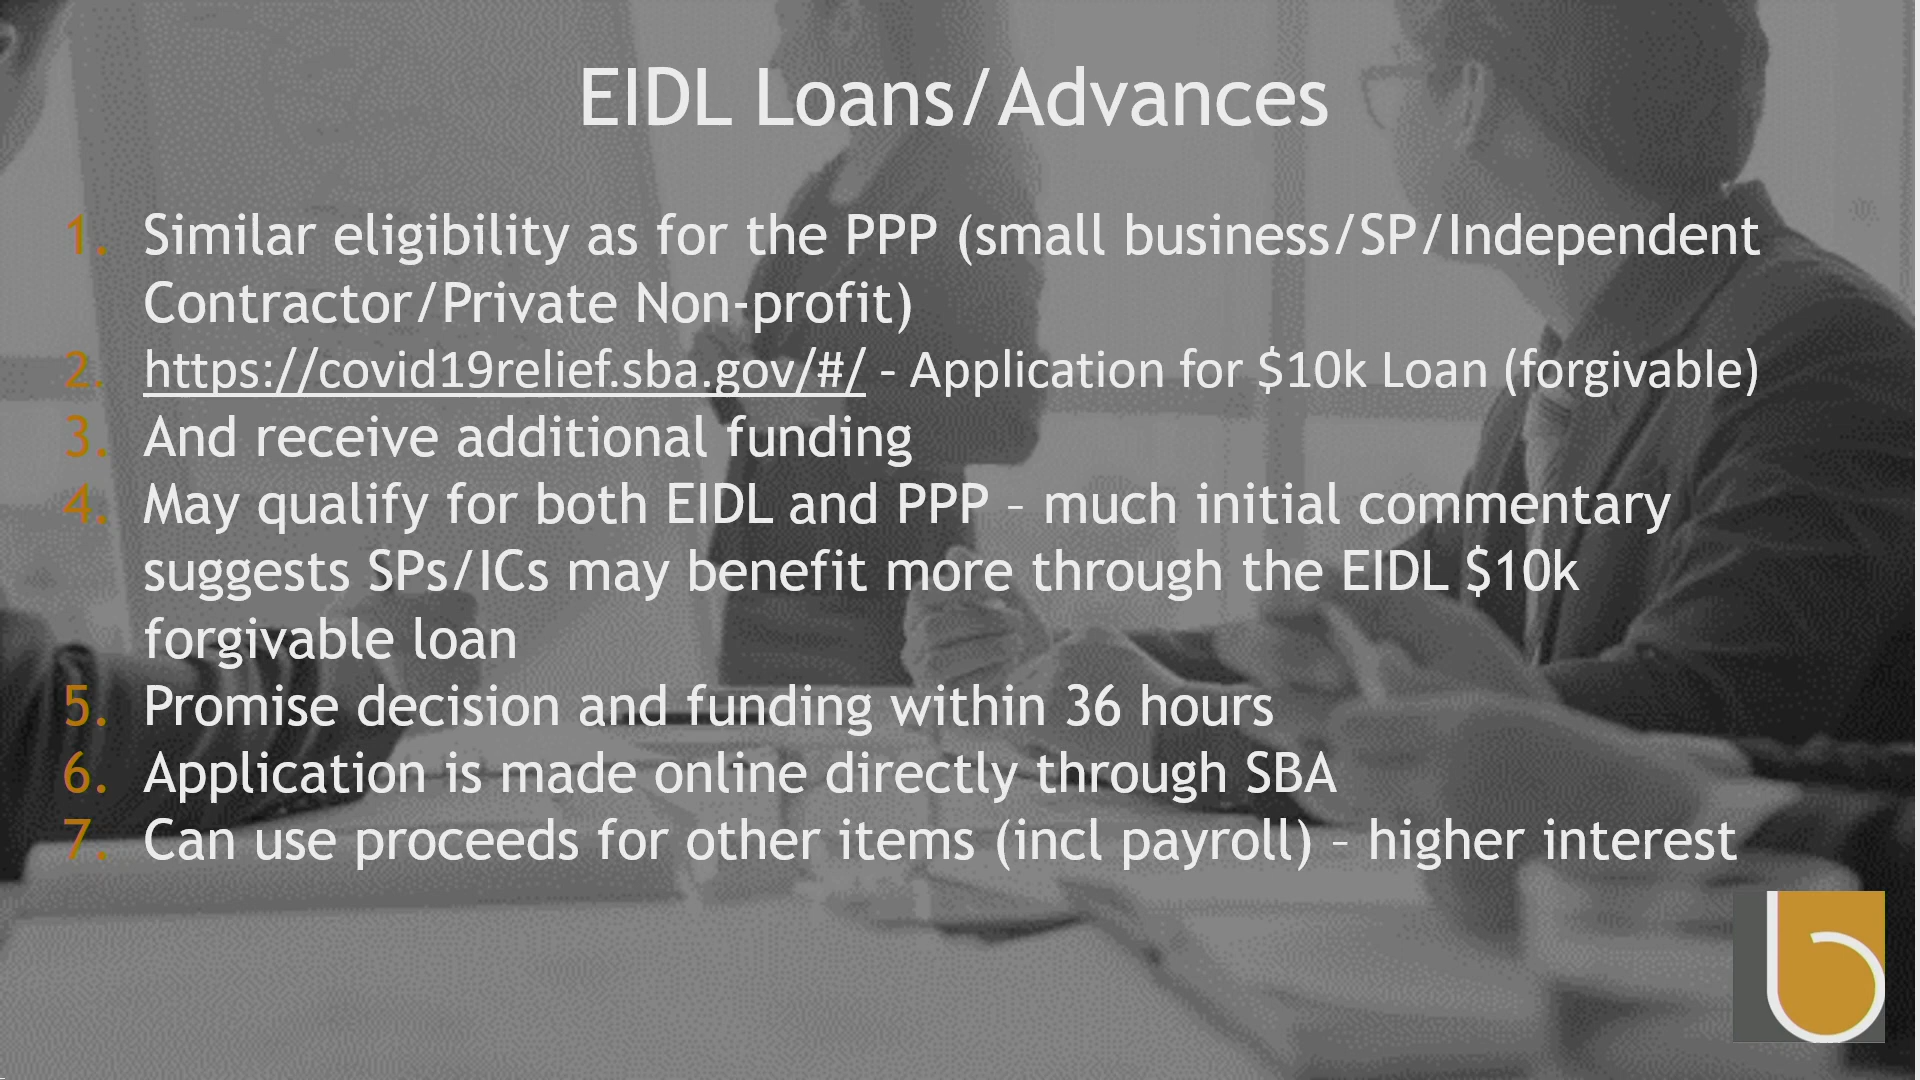 EIDL Loans/Advances
1. Similar eligibility as for the PPP (small business/SP/Independent
Contractor/Private Non-profit)
2. https://covid19relief.sba.gov/#/ – Application for $10k Loan (forgivable)
3. And receive additional funding
4. May qualify for both EIDL and PPP – much initial commentary
suggests SPs/ICs may benefit more through the EIDL $10k
forgivable loan
5. Promise decision and funding within 36 hours
6. Application is made online directly through SBA
7. Can use proceeds for other items (incl payroll) – higher interest